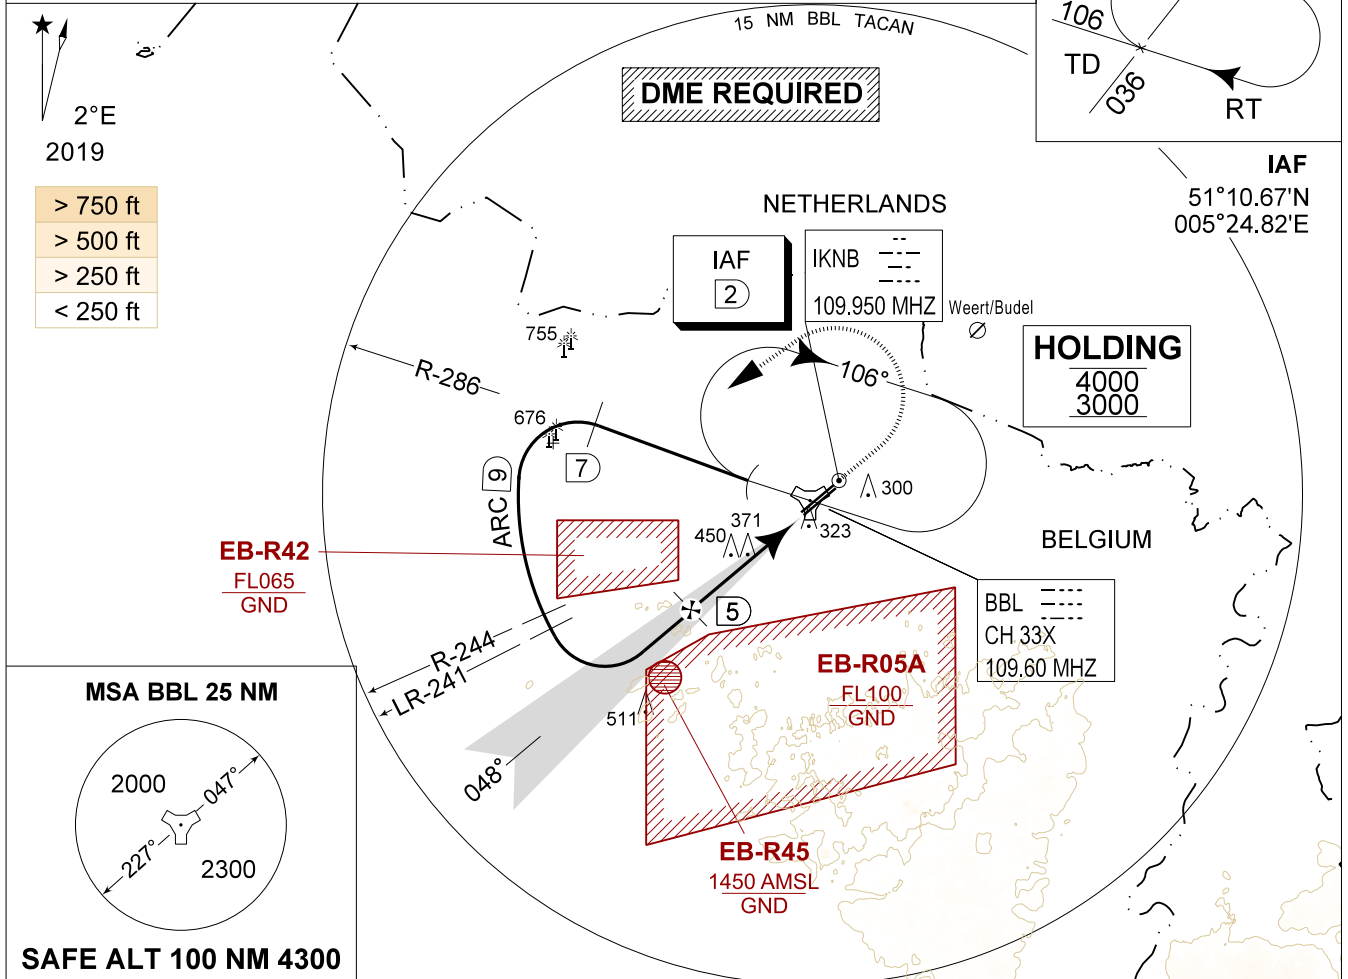 15 NM BBL TACAN
106
TD
036
RT
2°E
2019
DME REQUIRED
> 750 ft
> 500 ft
> 250 ft
< 250 ft
IAF
51°10.67'N
005°24.82'E
NETHERLANDS
IAF
2
IKNB
109.950 MHZ
Weert/Budel
HOLDING
4000
3000
755
R-286
106°
676
7
ARC 9
300
371
450
323
BELGIUM
EB-R42
FL065
GND
5
BBL
CH 33X
109.60 MHZ
R-244
LR-241
EB-R05A
FL100
GND
511
048°
MSA BBL 25 NM
2000
047°
227°
2300
EB-R45
1450 AMSL
GND
SAFE ALT 100 NM 4300